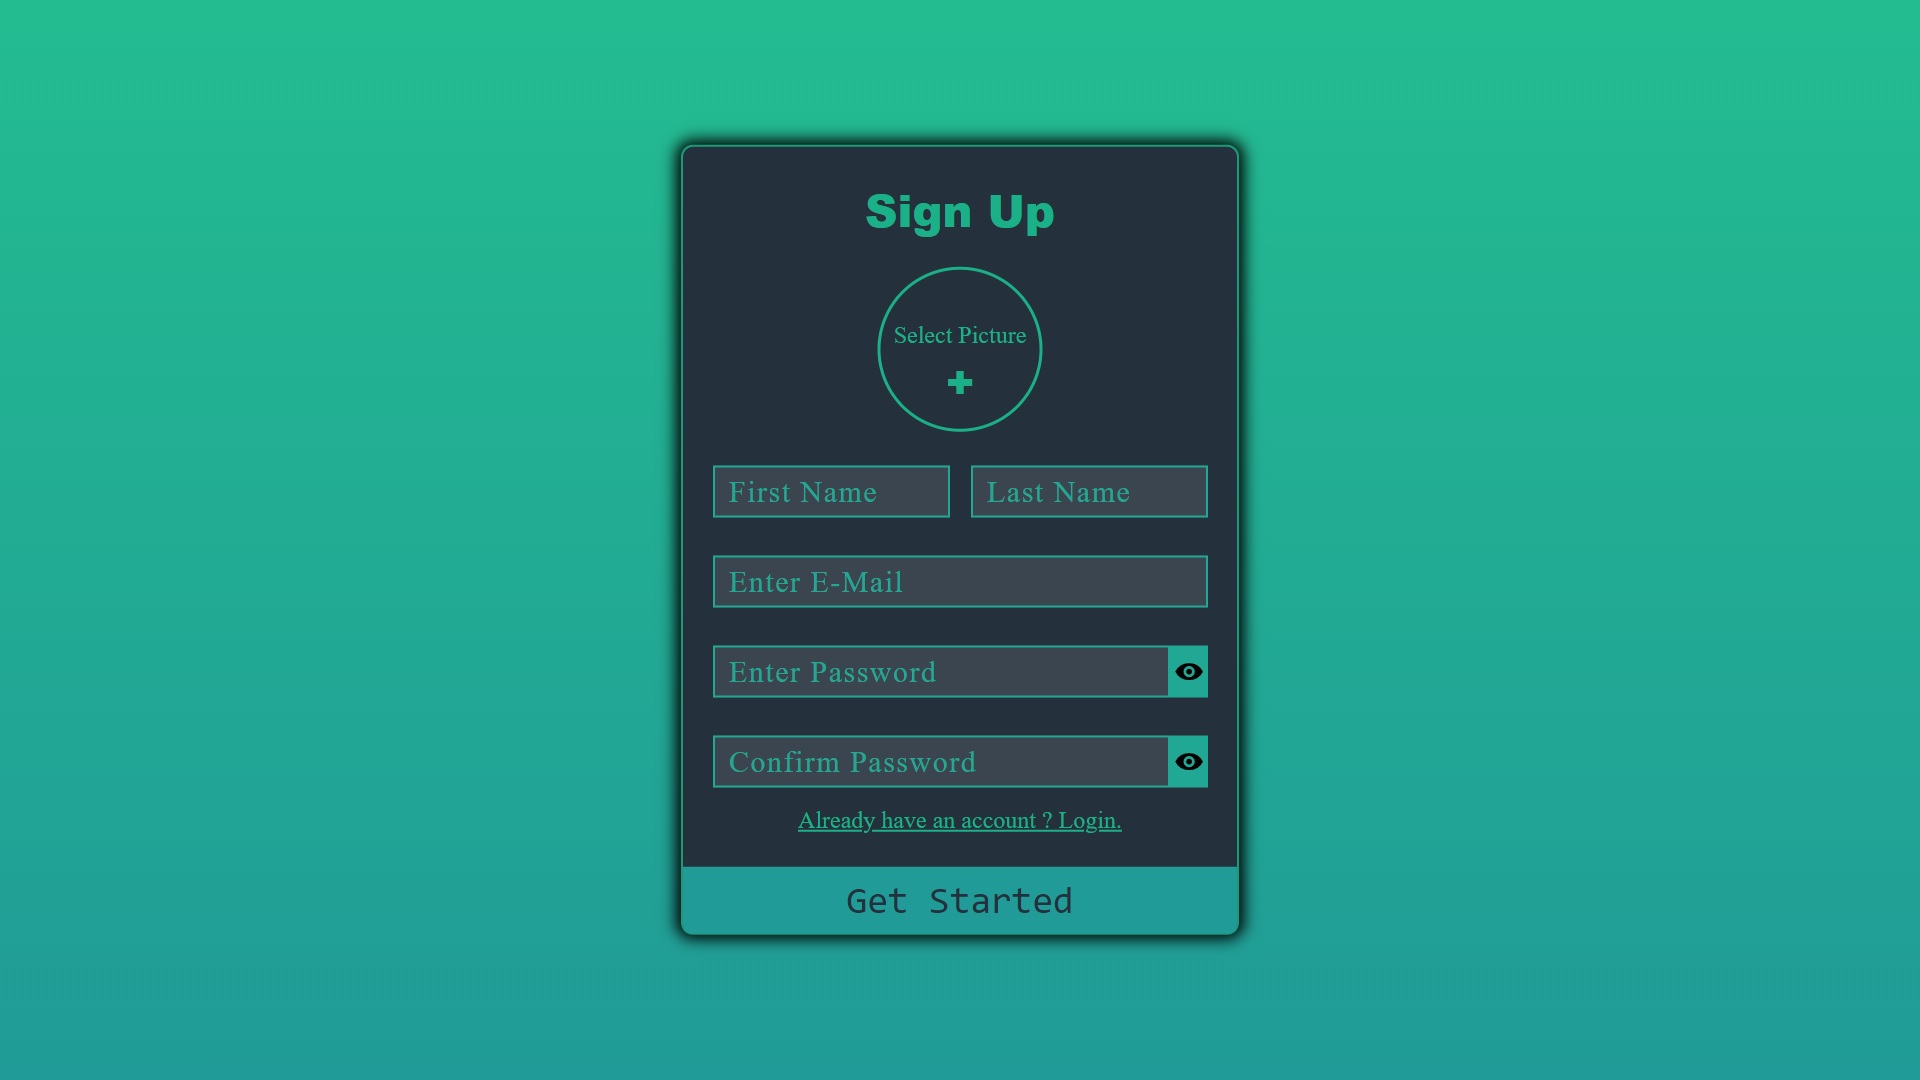 Sign Up
Select Picture
+
First Name Last Name
Enter E-Mail
Enter Password
Confirm Password
Already have an account ? Login.
Get Started